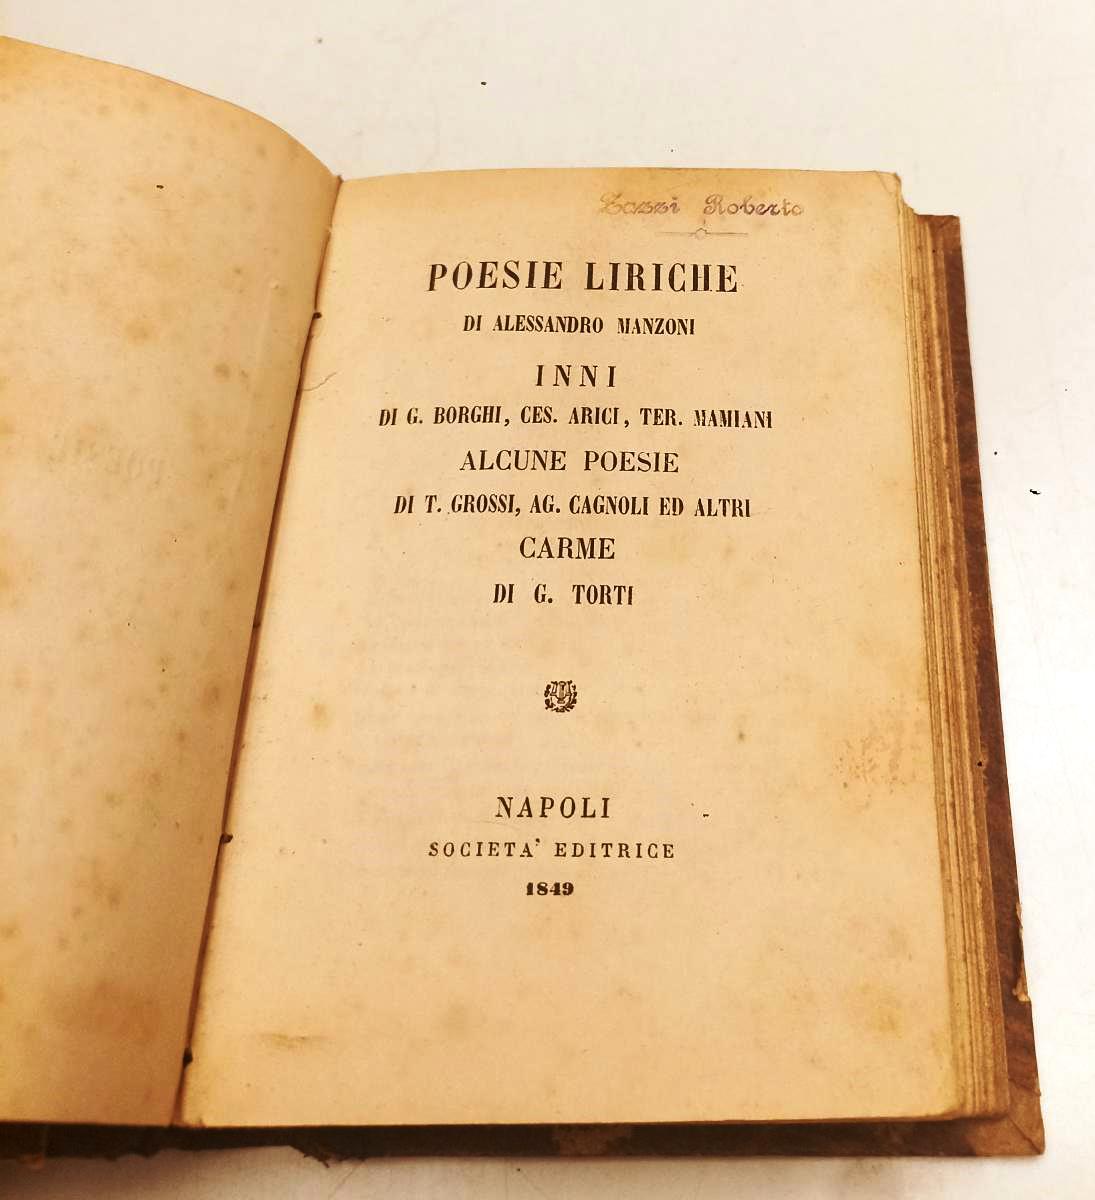 Roberto
POESIE LIRICHE
DI ALESSANDRO MANZONI
INNI
DI G. BORGHI, CES. ARICI, TER. MAMIANI
ALCUNE POESIE
DI T. GROSSI, AG. CAGNOLI ED ALTRI
CARME
DI G. TORTI
NAPOLI
SOCIETA' EDITRICE
1849